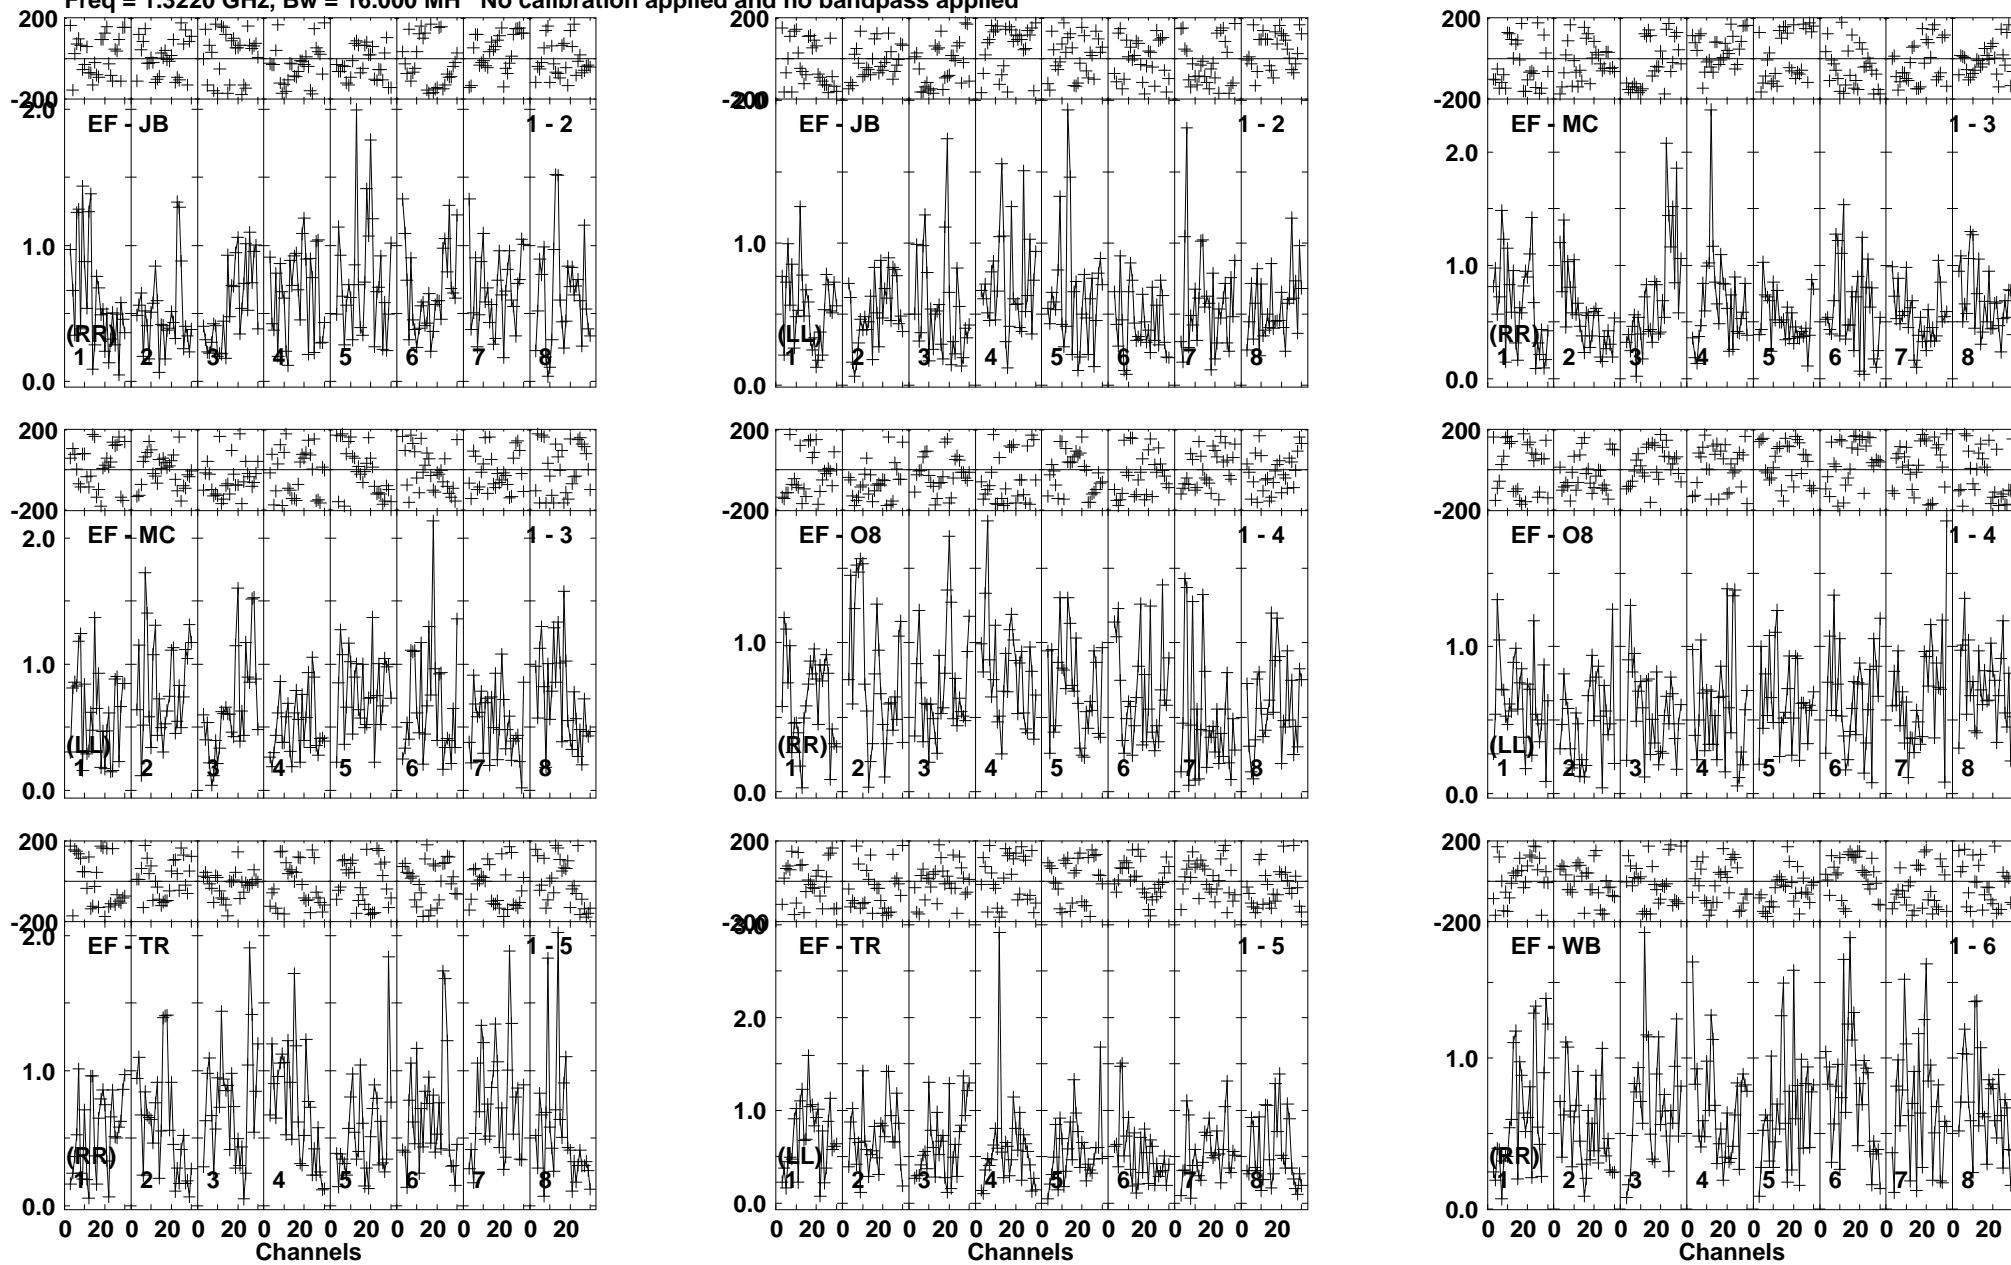 Freq = 1.3220 GHz, Bw = 16.000 MH No calibration applied and no bandpass applied
200 200 200
-200 -200 -200
2.0 2.0
EF - JB 1 - 2 EF - JB 1 - 2 EF - MC 1 - 3
2.0
1.0 1.0 1.0
(RR) (LL) (RR)
1 2 3 4 5 6 7 8 1 2 3 4 5 6 7 8 1 2 3 4 5 6 7 8
0.0 0.0 0.0
200 200 200
-200 -200 -200
EF - MC 1 - 3 EF - O8 1 - 4 EF - O8 1 - 4
2.0
1.0 1.0 1.0
(LL) (RR) (LL)
1 2 3 4 5 6 7 8 1 2 3 4 5 6 7 8 1 2 3 4 5 6 7 8
0.0 0.0 0.0
200 200 200
-200 -200 -200
2.0 3.0
EF - TR 1 - 5 EF - TR 1 - 5 EF - WB 1 - 6
2.0
1.0 1.0 1.0
(RR) (LL) (RR)
1 2 3 4 5 6 7 8 1 2 3 4 5 6 7 8 1 2 3 4 5 6 7 8
0.0 0.0 0.0
0 20 0 20 0 20 0 20 0 20 0 20 0 20 0 20 0 20 0 20 0 20 0 20 0 20 0 20 0 20 0 20 0 20 0 20 0 20 0 20 0 20 0 20 0 20 0 20
Channels Channels Channels